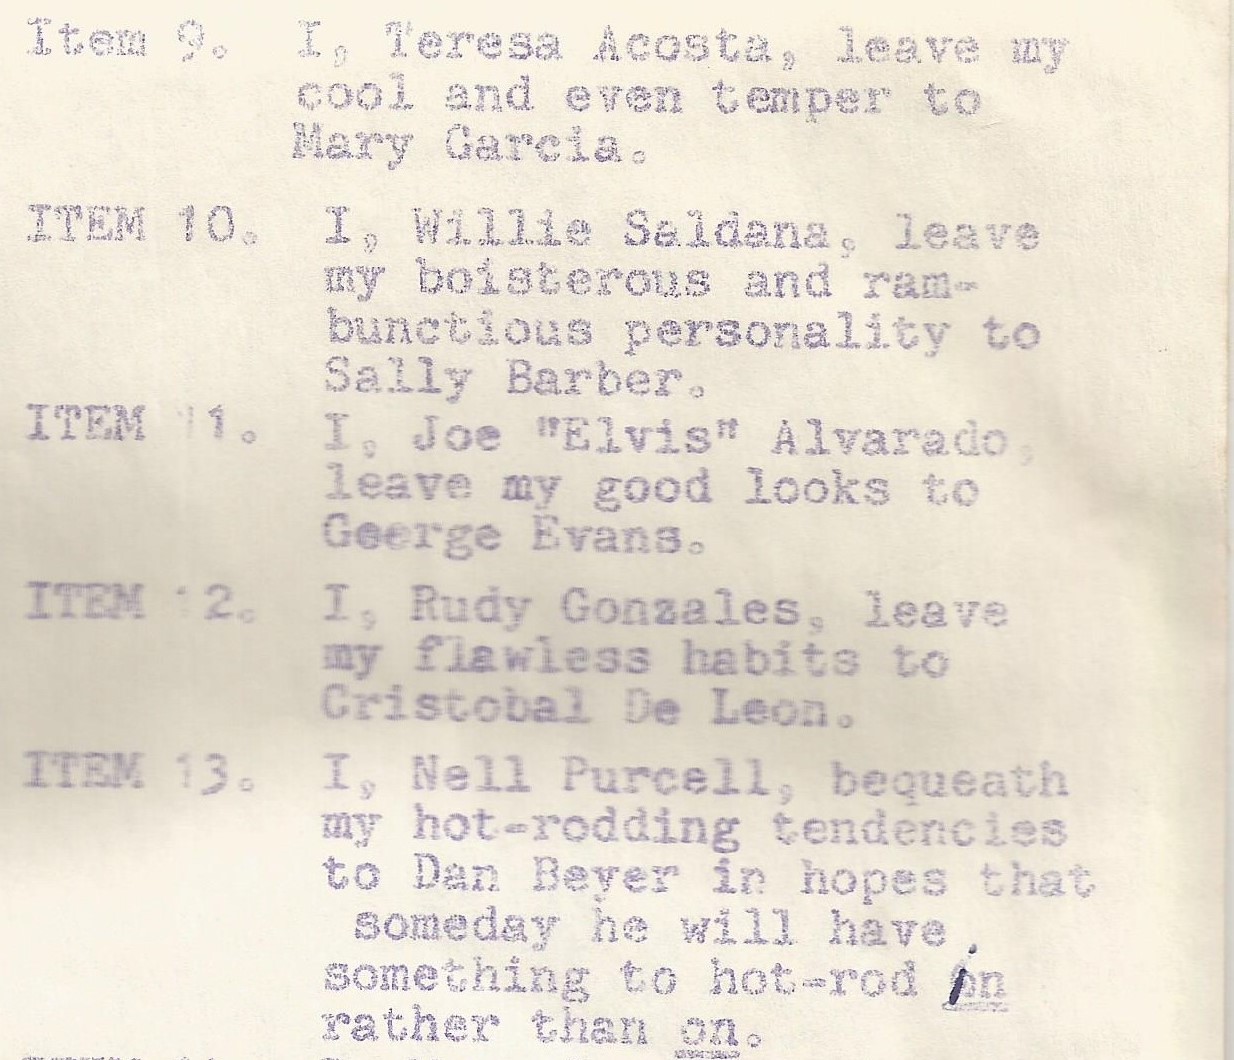 Item 9. I, Teresa Acosta, leave my
cool and even temper to
Mary Garcia.
ITEM 10. I, Willie Saldana, leave
my boisterous and ram-
bunctious personality to
Sally Barber.
ITEM 11. I, Joe "Elvis" Alvarado,
leave my good looks to
George Evans.
ITEM 12. I, Rudy Gonzales, leave
my flawless habits to
Cristobal De Leon.
ITEM 13. I, Nell Purcell, bequeath
my hot-rodding tendencies
to Dan Beyer in hopes that
someday he will have
something to hot-rod in
rather than on.